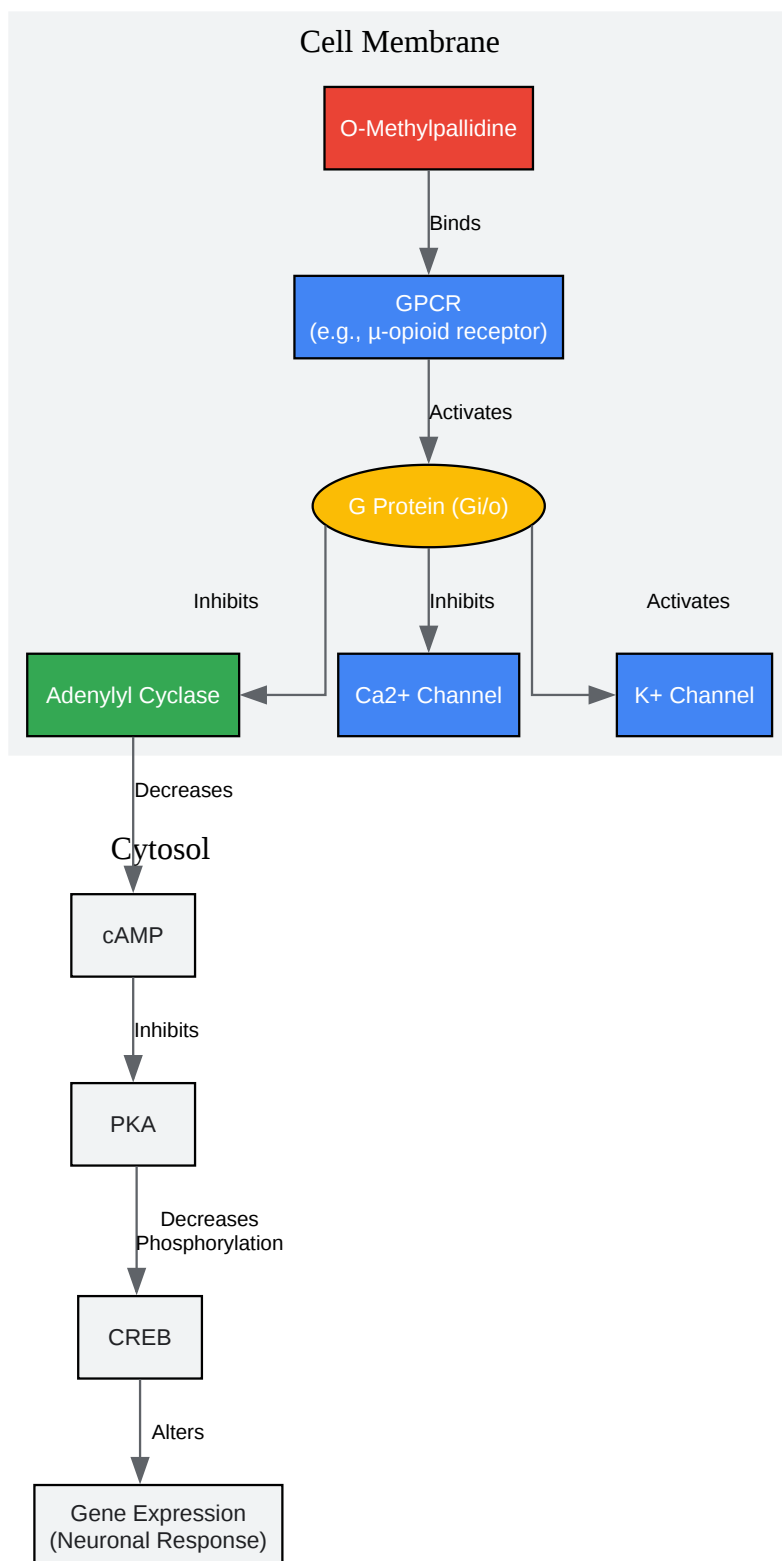 Cell Membrane
O-Methylpallidine
Binds
GPCR
(e.g., µ-opioid receptor)
Activates
G Protein (Gi/o)
Inhibits
Inhibits
Activates
Adenylyl Cyclase
Ca2+ Channel
K+ Channel
Decreases
Cytosol
cAMP
Inhibits
PKA
Decreases
Phosphorylation
CREB
Alters
Gene Expression
(Neuronal Response)